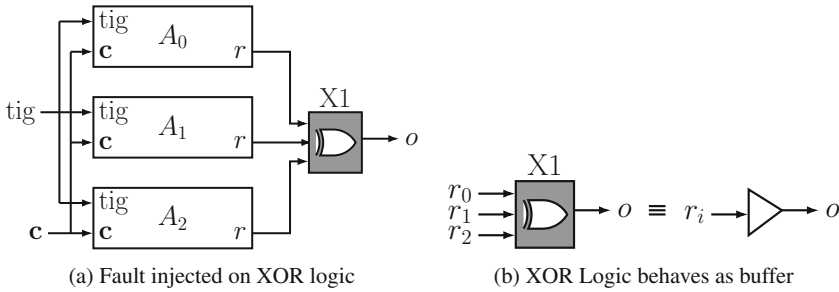 tig
c
A0
r
tig
c
A1
r
tig
c
A2
r
tig
c
X1
o
(a) Fault injected on XOR logic
X1
r0
r1
r2
o ≡ ri o
(b) XOR Logic behaves as buffer